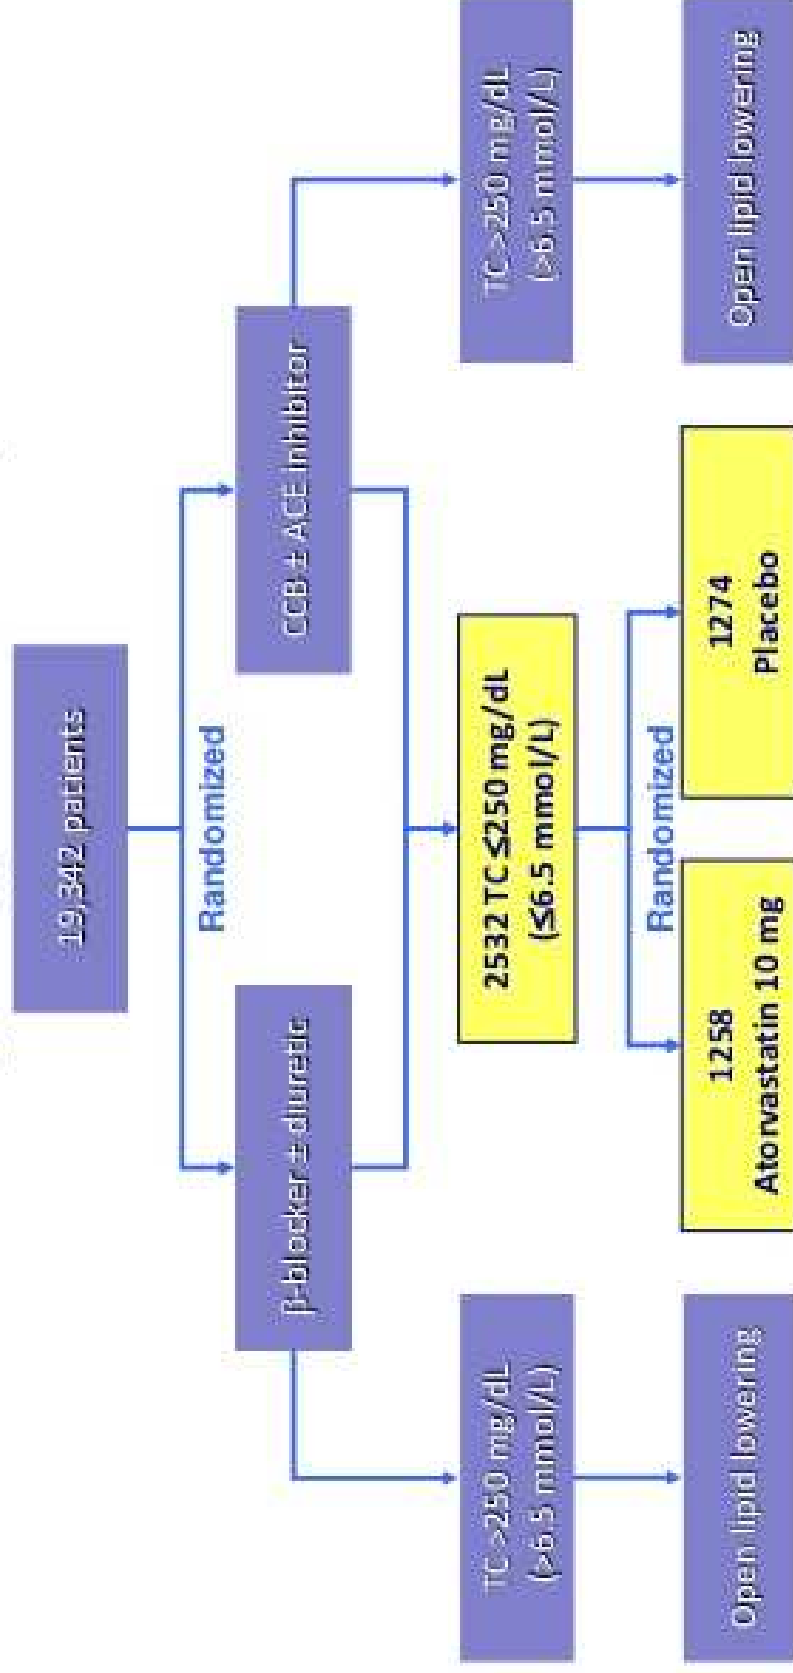 19,342 patients
Randomized
β-blocker ± diuretic
CCB ± ACE inhibitor
TC >250 mg/dL
(>6.5 mmol/L)
2532 TC ≤250 mg/dL
(≤6.5 mmol/L)
TC >250 mg/dL
(>6.5 mmol/L)
Randomized
Open lipid lowering
1258
Atorvastatin 10 mg
1274
Placebo
Open lipid lowering